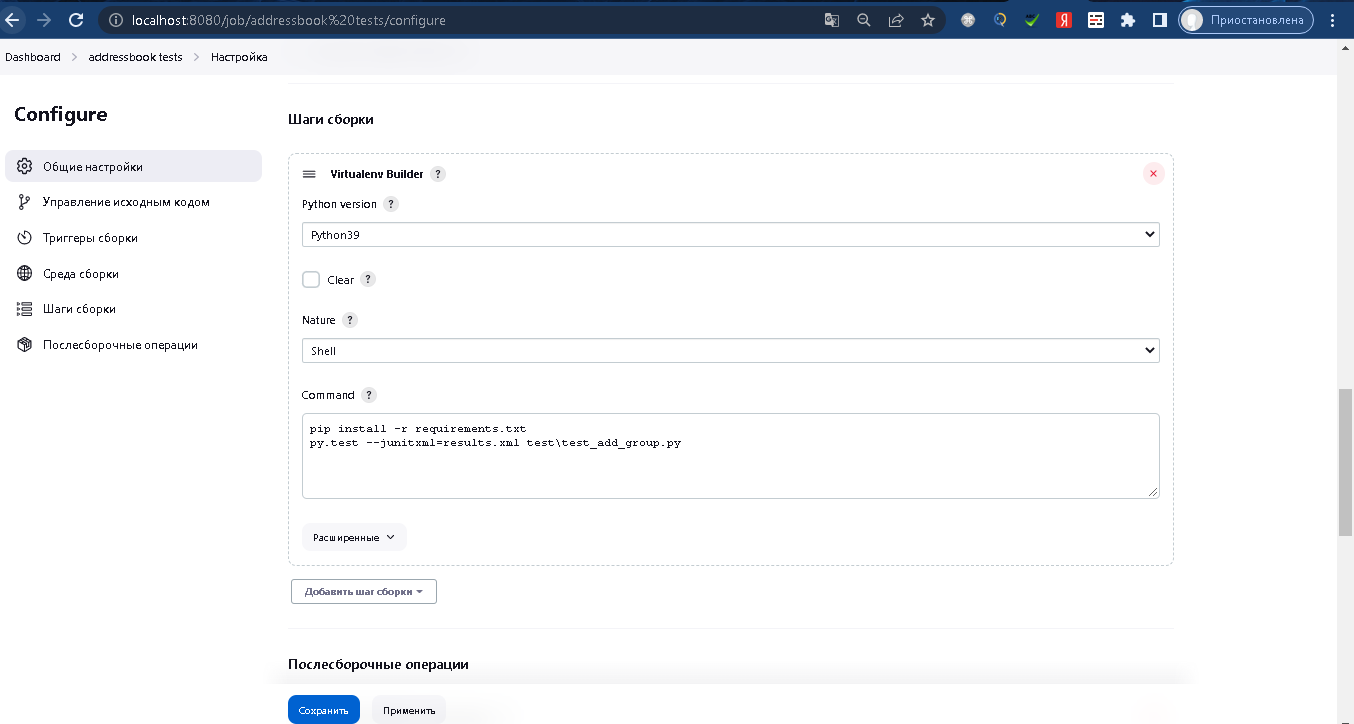 localhost:8080/job/addressbook%20tests/configure
Приостановлена
Dashboard > addressbook tests > Настройка
Configure
Общие настройки
Управление исходным кодом
Триггеры сборки
Среда сборки
Шаги сборки
Послесборочные операции
Шаги сборки
Virtualenv Builder ?
Python version ?
Python39
Clear ?
Nature ?
Shell
Command ?
pip install -r requirements.txt
py.test --junitxml=results.xml test\test_add_group.py
Расширенные
Добавить шаг сборки
Послесборочные операции
Сохранить
Применить